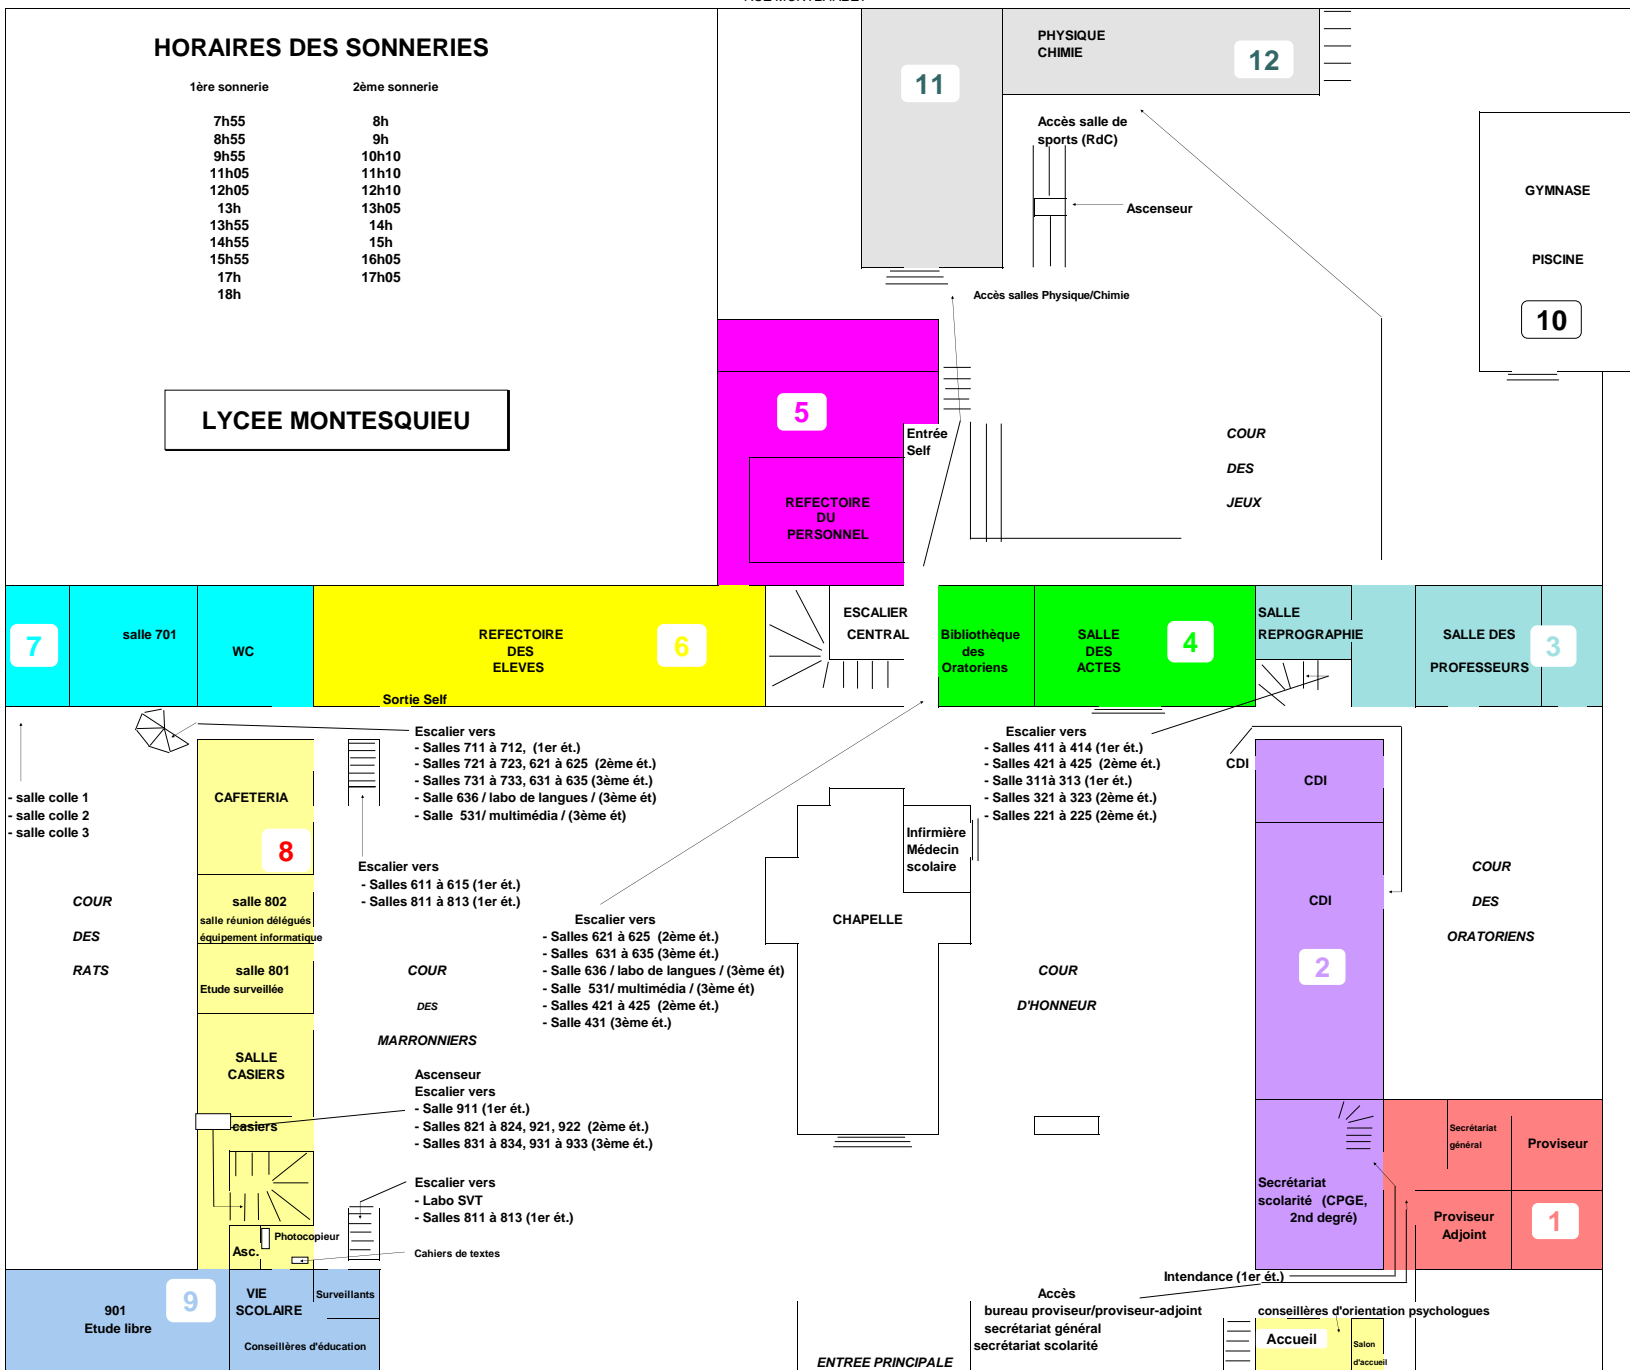 HORAIRES DES SONNERIES
1ère sonnerie 2ème sonnerie
7h55 8h
8h55 9h
9h55 10h10
11h05 11h10
12h05 12h10
13h 13h05
13h55 14h
14h55 15h
15h55 16h05
17h 17h05
18h
LYCEE MONTESQUIEU
11
PHYSIQUE
CHIMIE
12
Accès salle de
sports (RdC)
Ascenseur
Accès salles Physique/Chimie
GYMNASE
PISCINE
10
5
Entrée
Self
REFECTOIRE
DU
PERSONNEL
COUR
DES
JEUX
7
salle 701
WC
REFECTOIRE
DES
ELEVES
6
Sortie Self
ESCALIER
CENTRAL
Bibliothèque
des
Oratoriens
SALLE
DES
ACTES
4
SALLE
REPROGRAPHIE
SALLE DES
PROFESSEURS
3
- salle colle 1
- salle colle 2
- salle colle 3
Escalier vers
- Salles 711 à 712, (1er ét.)
- Salles 721 à 723, 621 à 625 (2ème ét.)
- Salles 731 à 733, 631 à 635 (3ème ét.)
- Salle 636 / labo de langues / (3ème ét)
- Salle 531/ multimédia / (3ème ét)
Escalier vers
- Salles 411 à 414 (1er ét.)
- Salles 421 à 425 (2ème ét.)
- Salle 311à 313 (1er ét.)
- Salles 321 à 323 (2ème ét.)
- Salles 221 à 225 (2ème ét.)
CDI
CDI
CAFETERIA
8
Escalier vers
- Salles 611 à 615 (1er ét.)
- Salles 811 à 813 (1er ét.)
Infirmière
Médecin
scolaire
CHAPELLE
COUR
DES
RATS
salle 802
salle réunion délégués
équipement informatique
salle 801
Etude surveillée
COUR
DES
MARRONNIERS
Escalier vers
- Salles 621 à 625 (2ème ét.)
- Salles 631 à 635 (3ème ét.)
- Salle 636 / labo de langues / (3ème ét)
- Salle 531/ multimédia / (3ème ét)
- Salles 421 à 425 (2ème ét.)
- Salle 431 (3ème ét.)
COUR
D'HONNEUR
CDI
2
COUR
DES
ORATORIENS
SALLE
CASIERS
casiers
Ascenseur
Escalier vers
- Salle 911 (1er ét.)
- Salles 821 à 824, 921, 922 (2ème ét.)
- Salles 831 à 834, 931 à 933 (3ème ét.)
Escalier vers
- Labo SVT
- Salles 811 à 813 (1er ét.)
Photocopieur
Asc.
Cahiers de textes
Secrétariat
scolarité (CPGE,
2nd degré)
Secrétariat
général
Proviseur
Proviseur
Adjoint
1
901
Etude libre
9
VIE
SCOLAIRE
Surveillants
Conseillères d'éducation
Intendance (1er ét.)
Accès
bureau proviseur/proviseur-adjoint
secrétariat général
secrétariat scolarité
conseillères d'orientation psychologues
Accueil
Salon
d'accueil
ENTREE PRINCIPALE